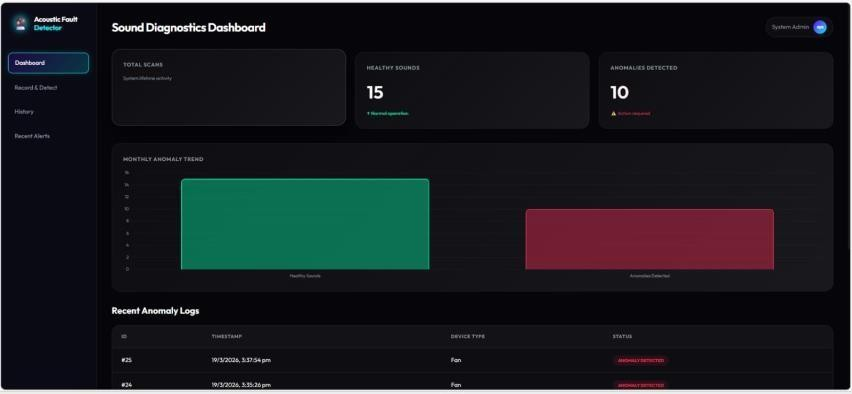 Acoustic Fault
Detector
Dashboard
Record & Detect
History
Recent Alerts
Sound Diagnostics Dashboard
System Admin
TOTAL SCANS
System lifetime activity
HEALTHY SOUNDS
15
↑ Normal operation
ANOMALIES DETECTED
10
⚠ Action required
MONTHLY ANOMALY TREND
16
14
12
10
8
6
4
2
0
Healthy Sounds
Anomalies Detected
Recent Anomaly Logs
ID TIMESTAMP DEVICE TYPE STATUS
#25 19/3/2026, 3:37:54 pm Fan ANOMALY DETECTED
#24 19/3/2026, 3:35:26 pm Fan ANOMALY DETECTED